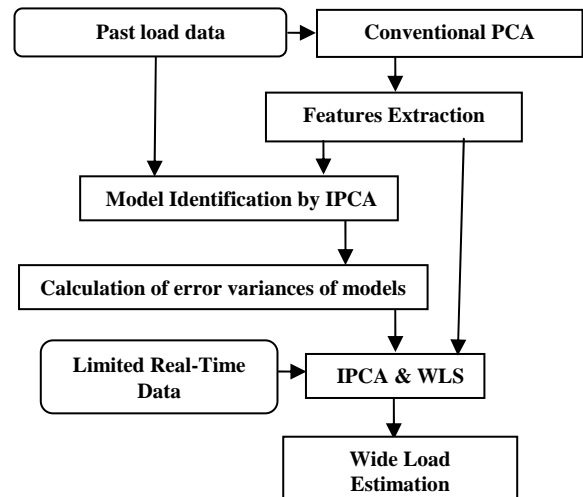 Past load data
Conventional PCA
Features Extraction
Model Identification by IPCA
Calculation of error variances of models
Limited Real-Time
Data
IPCA & WLS
Wide Load
Estimation